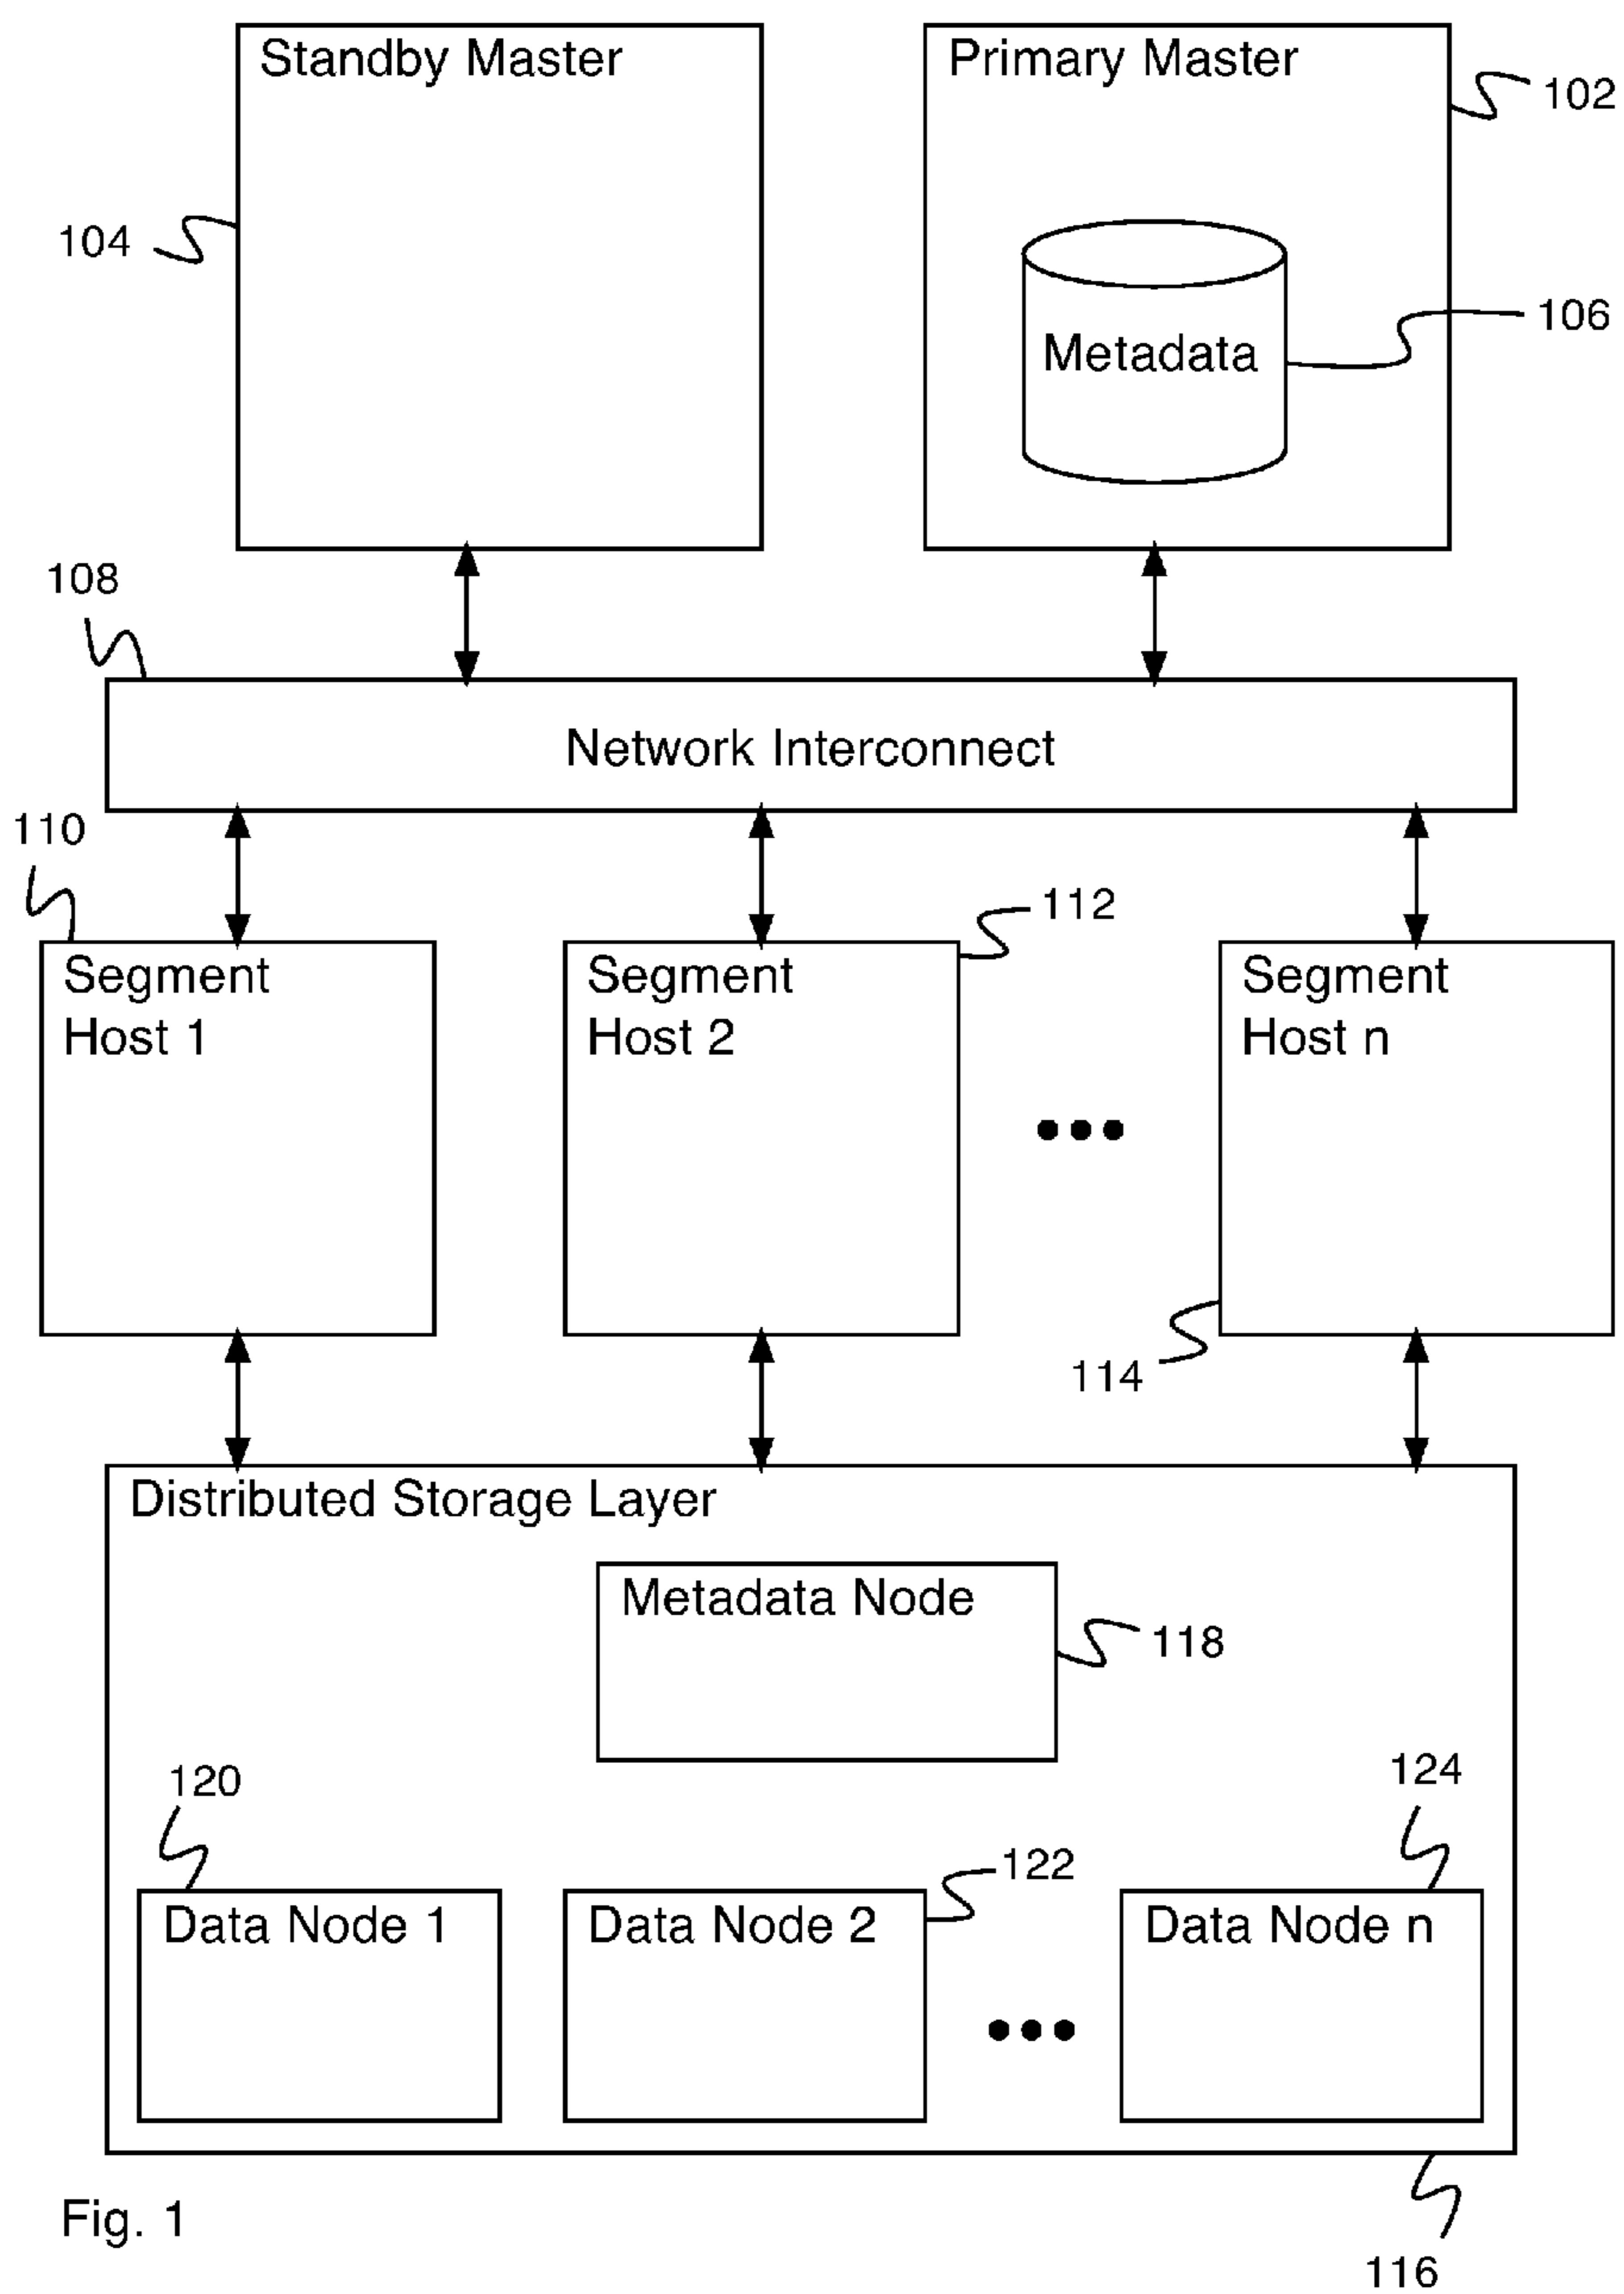 Standby Master
Primary Master
102
104
106
Metadata
108
Network Interconnect
110
112
Segment
Host 1
Segment
Host 2
Segment
Host n
114
Distributed Storage Layer
Metadata Node
118
120
124
122
Data Node 1
Data Node 2
Data Node n
Fig. 1
116